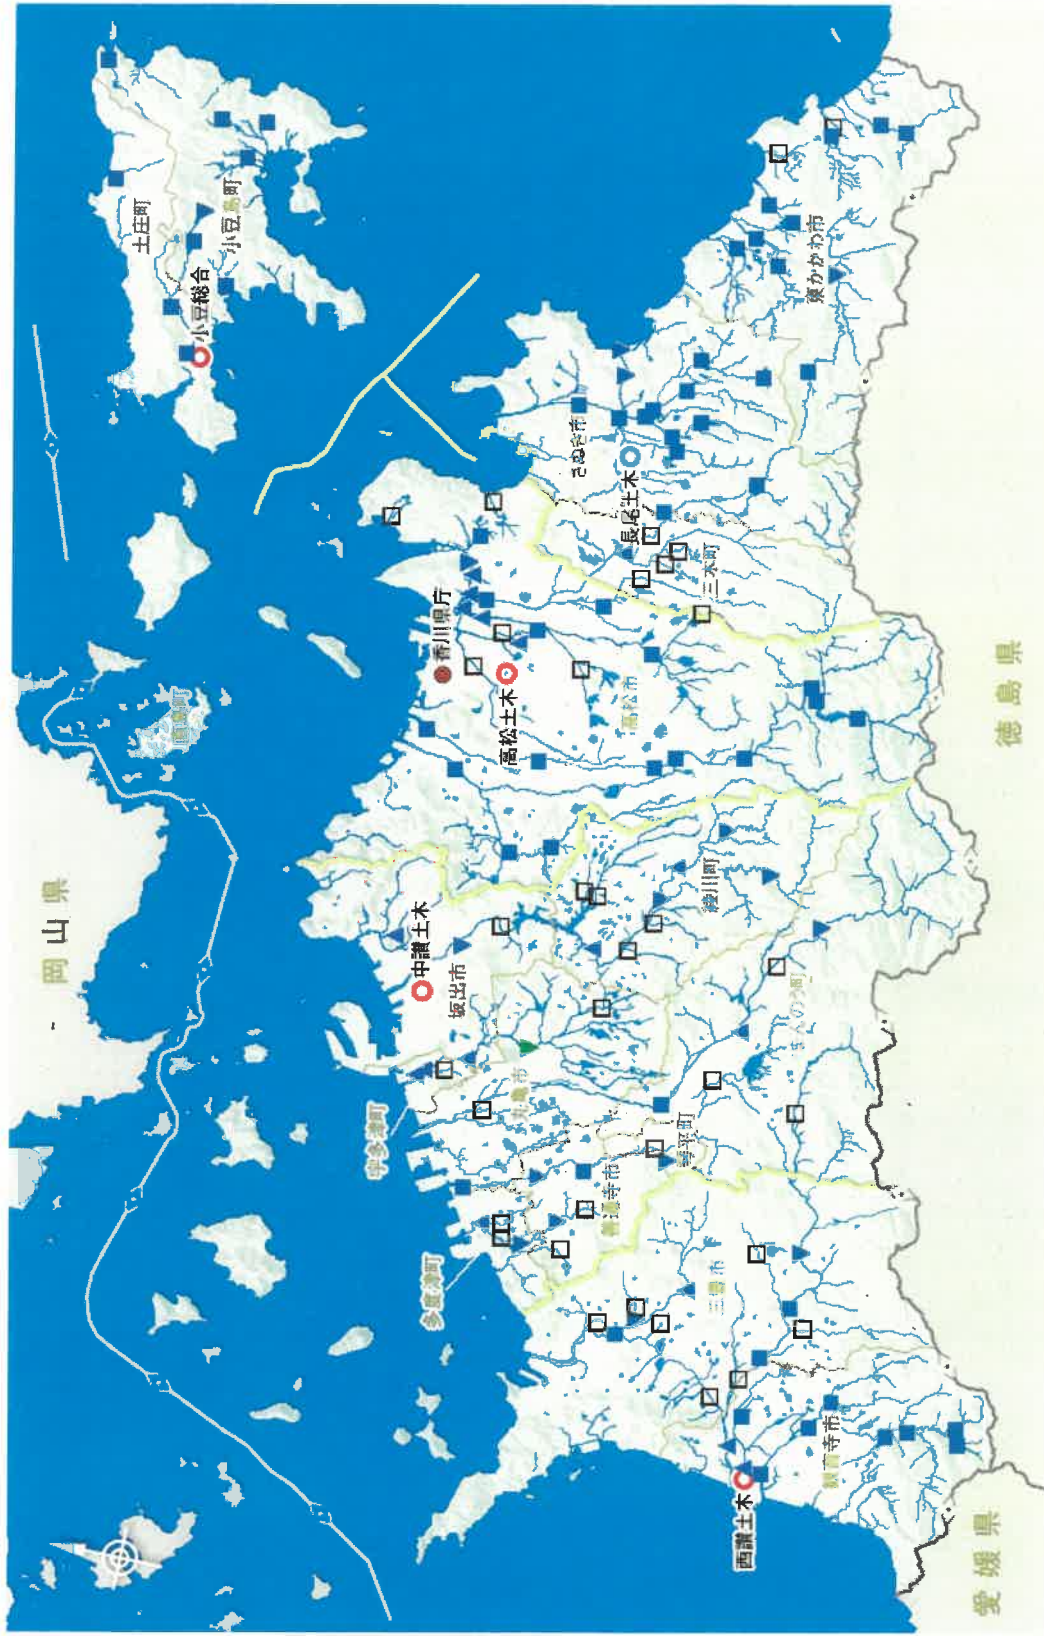 岡山県
土庄町
小豆島町
小豆総合
直島町
香川県庁
高松土木
高松市
さぬき市
長尾土木
三木町
東かがわ市
中讃土木
坂出市
宇多津町
丸亀市
綾川町
まんのう町
多度津町
善通寺市
琴平町
三豊市
西讃土木
観音寺市
愛媛県
徳島県